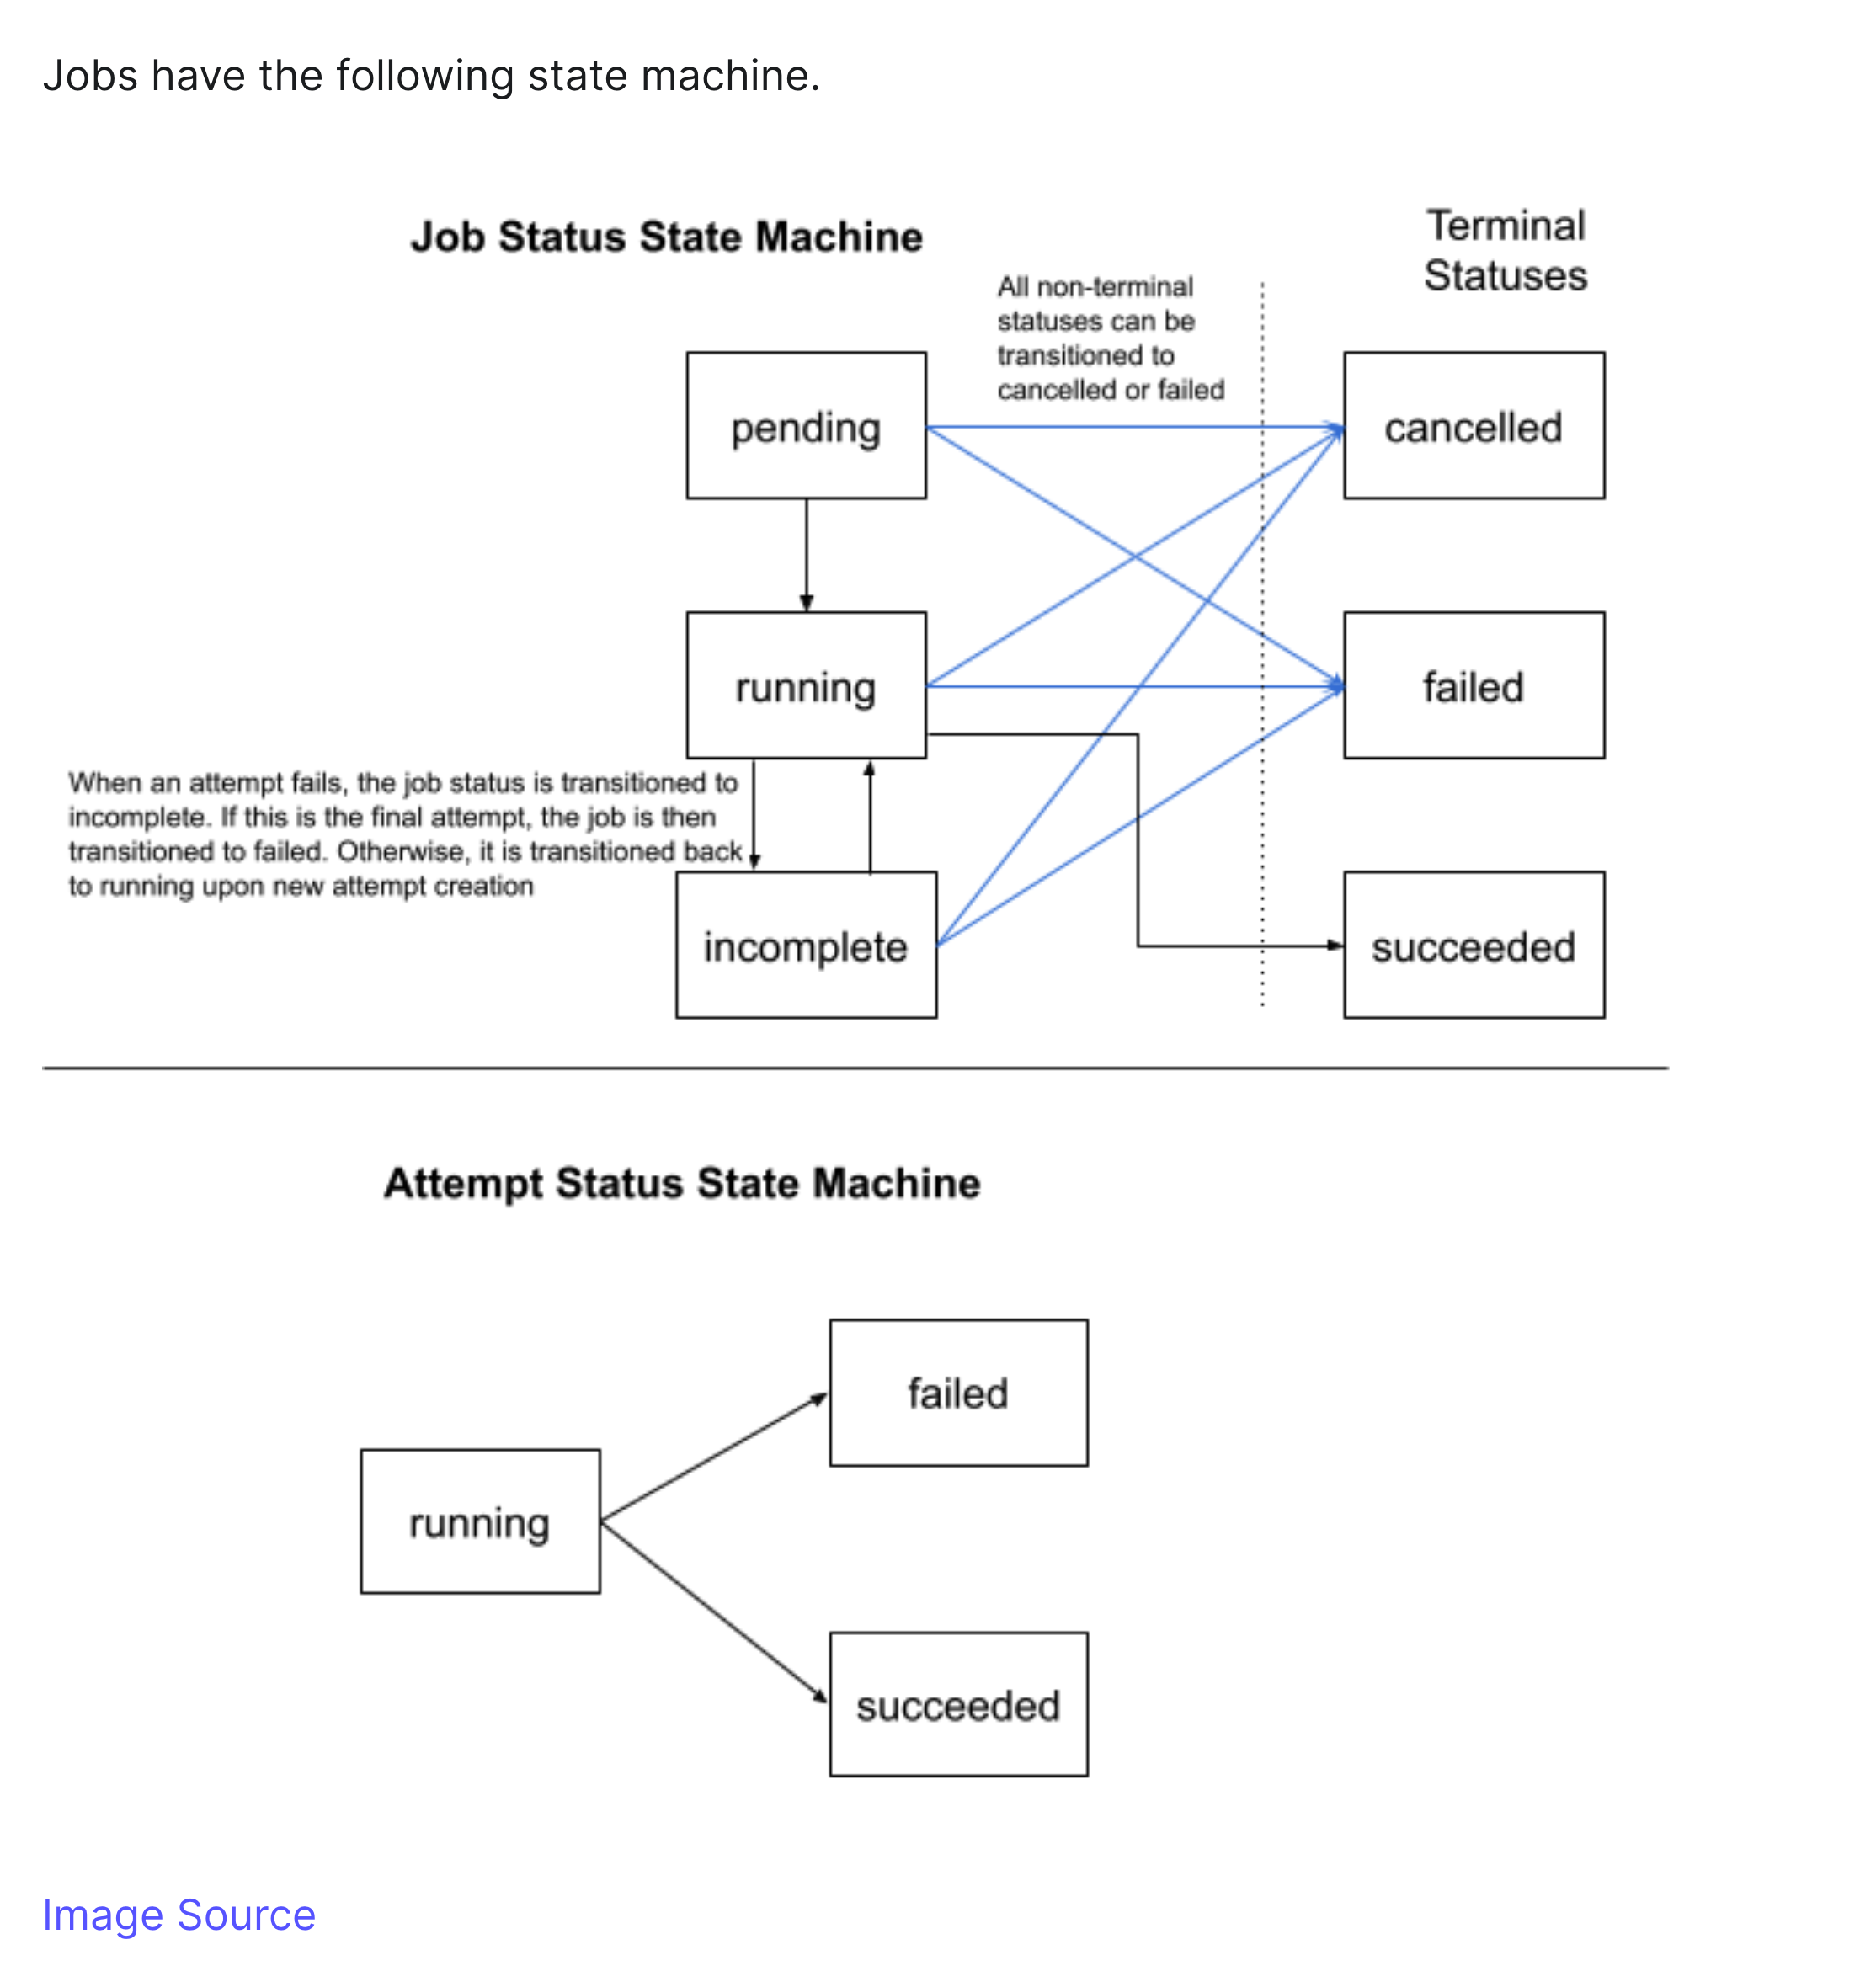 Jobs have the following state machine.
Job Status State Machine
Terminal
Statuses
All non-terminal
statuses can be
transitioned to
cancelled or failed
pending
cancelled
running
failed
When an attempt fails, the job status is transitioned to
incomplete. If this is the final attempt, the job is then
transitioned to failed. Otherwise, it is transitioned back
to running upon new attempt creation
incomplete
succeeded
Attempt Status State Machine
failed
running
succeeded
Image Source